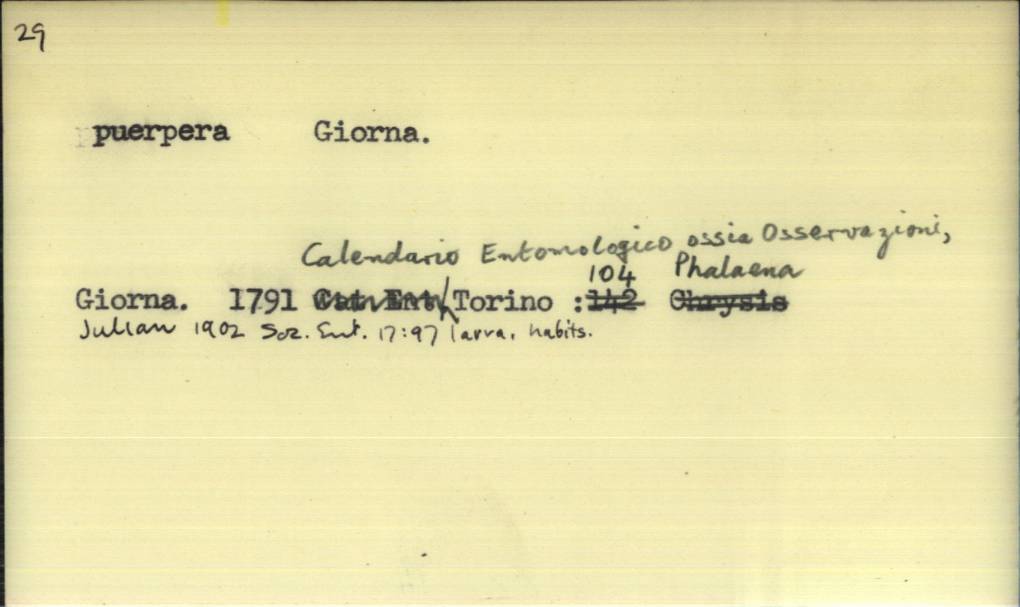 29
puerpera Giorna.
Calendario Entomologico ossia Osservazioni,
104 Phalaena
Giorna. 1791 Cat. Ent. Torino :142 Chrysis
Julian 1902 Soz. Ent. 17:97 larva, habits.